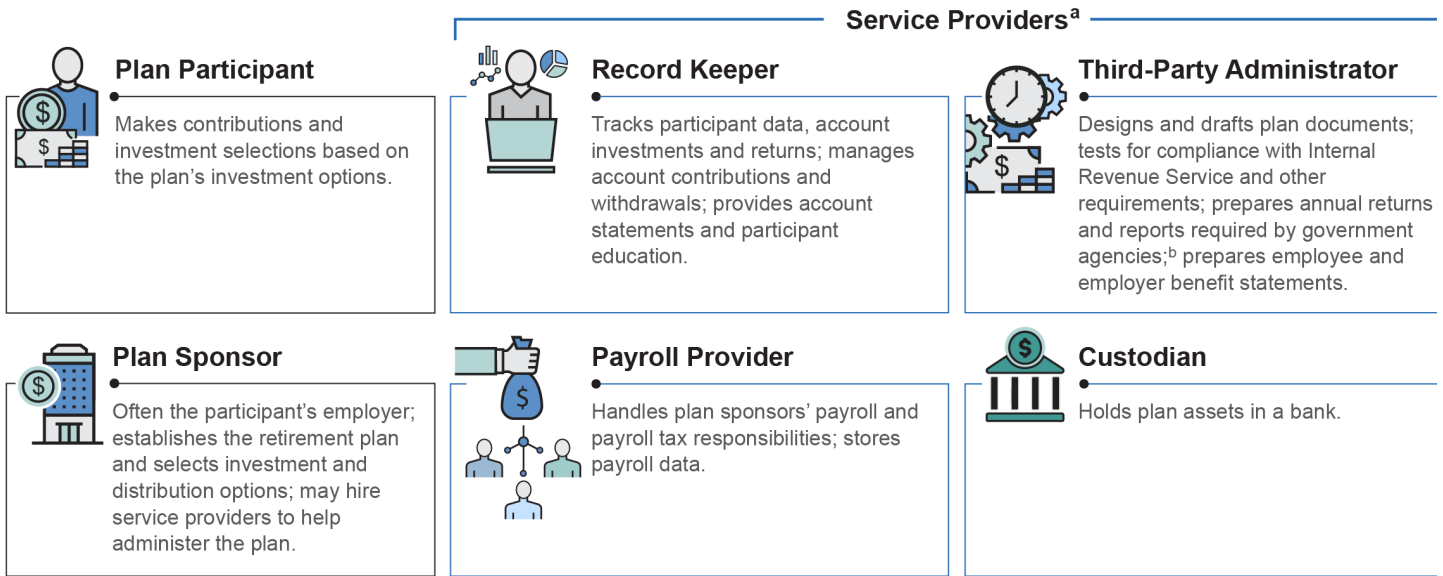 Service Providersᵃ
Plan Participant
Makes contributions and
investment selections based on
the plan’s investment options.
Record Keeper
Tracks participant data, account
investments and returns; manages
account contributions and
withdrawals; provides account
statements and participant
education.
Third-Party Administrator
Designs and drafts plan documents;
tests for compliance with Internal
Revenue Service and other
requirements; prepares annual returns
and reports required by government
agencies;ᵇ prepares employee and
employer benefit statements.
Plan Sponsor
Often the participant’s employer;
establishes the retirement plan
and selects investment and
distribution options; may hire
service providers to help
administer the plan.
Payroll Provider
Handles plan sponsors’ payroll and
payroll tax responsibilities; stores
payroll data.
Custodian
Holds plan assets in a bank.
$
$
$
$
$
$